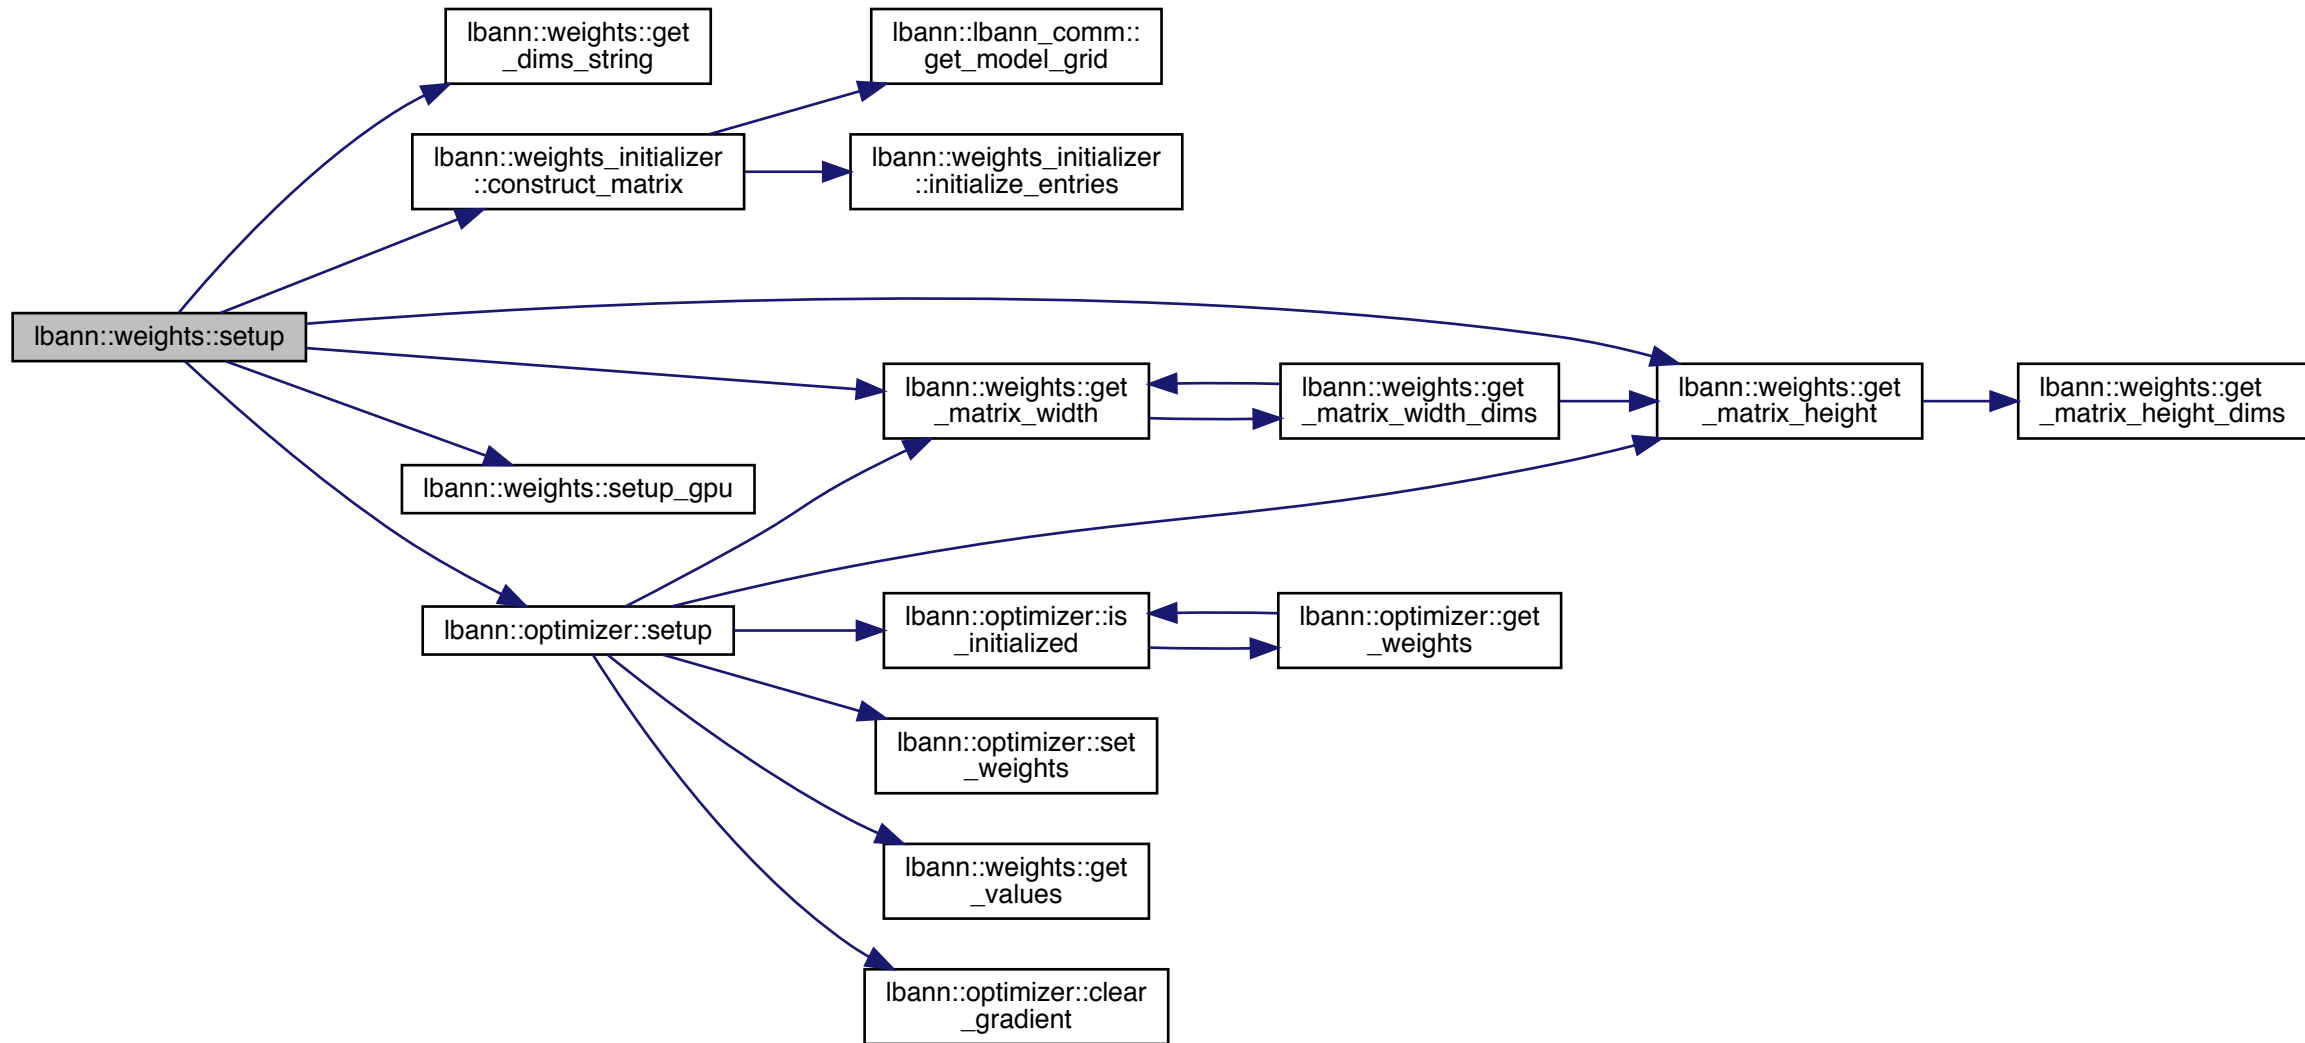 lbann::weights::setup
lbann::weights::get
_dims_string
lbann::weights_initializer
::construct_matrix
lbann::lbann_comm::
get_model_grid
lbann::weights_initializer
::initialize_entries
lbann::weights::get
_matrix_width
lbann::weights::get
_matrix_width_dims
lbann::weights::get
_matrix_height
lbann::weights::get
_matrix_height_dims
lbann::weights::setup_gpu
lbann::optimizer::setup
lbann::optimizer::is
_initialized
lbann::optimizer::get
_weights
lbann::optimizer::set
_weights
lbann::weights::get
_values
lbann::optimizer::clear
_gradient